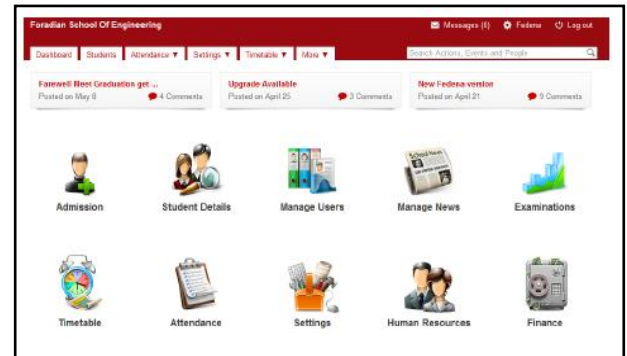 Foradian School Of Engineering
Messages (6) Fedena Log out
Dashboard Students Attendance ▼ Settings ▼ Timetable ▼ More ▼
Search Actions, Events and People
Farewell Meet Graduation get ...
Posted on May 8 4 Comments
Upgrade Available
Posted on April 25 3 Comments
New Fedena version
Posted on April 21 9 Comments
School News
Admission Student Details Manage Users Manage News Examinations
Timetable Attendance Settings Human Resources Finance